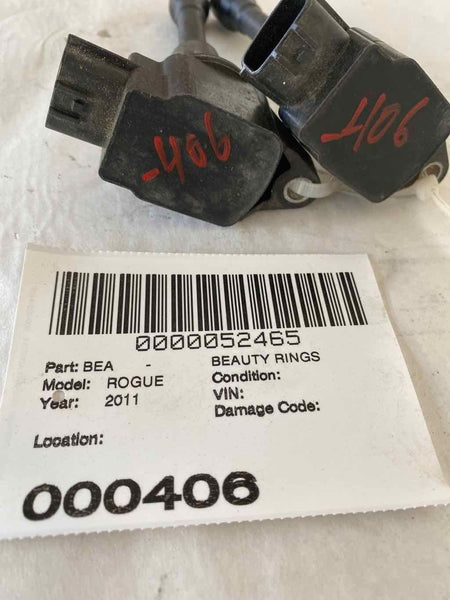 -406
406
0000052465
Part: BEA - BEAUTY RINGS
Model: ROGUE Condition:
Year: 2011 VIN:
Damage Code:
Location:
000406